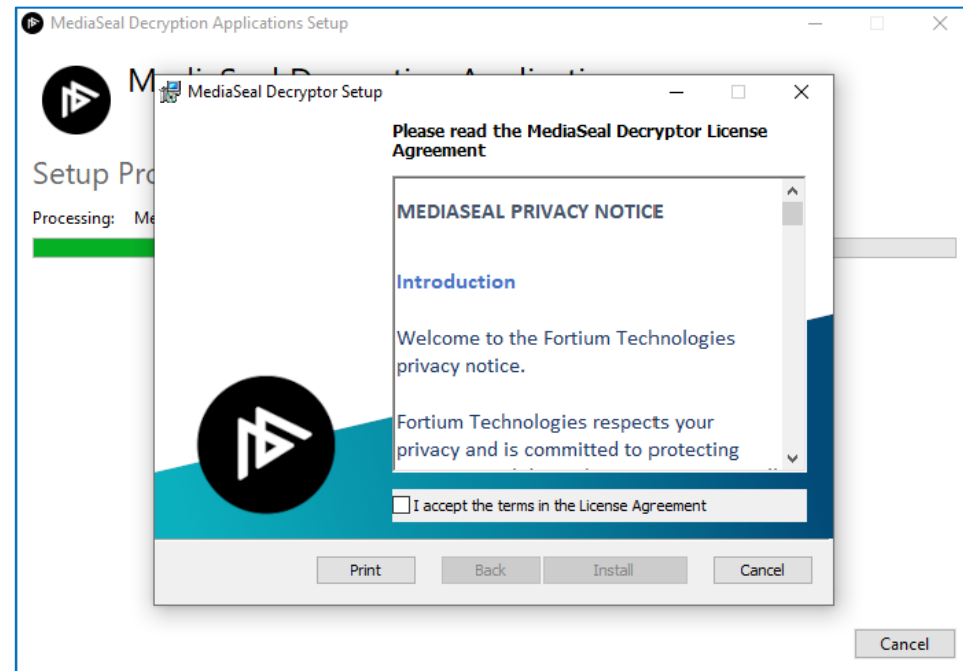 MediaSeal Decryption Applications Setup
MediaSeal Decryptor Setup
Please read the MediaSeal Decryptor License
Agreement
Setup
Processing:
MEDIASEAL PRIVACY NOTICE
Introduction
Welcome to the Fortium Technologies
privacy notice.
Fortium Technologies respects your
privacy and is committed to protecting
I accept the terms in the License Agreement
Print
Back
Install
Cancel
Cancel